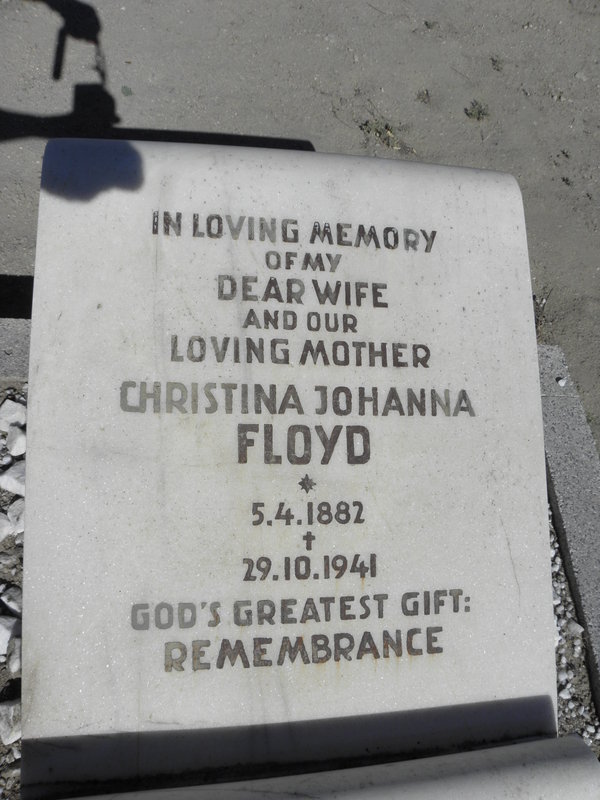 IN LOVING MEMORY
OF MY
DEAR WIFE
AND OUR
LOVING MOTHER
CHRISTINA JOHANNA
FLOYD
* 
5.4.1882
†
29.10.1941
GOD'S GREATEST GIFT:
REMEMBRANCE